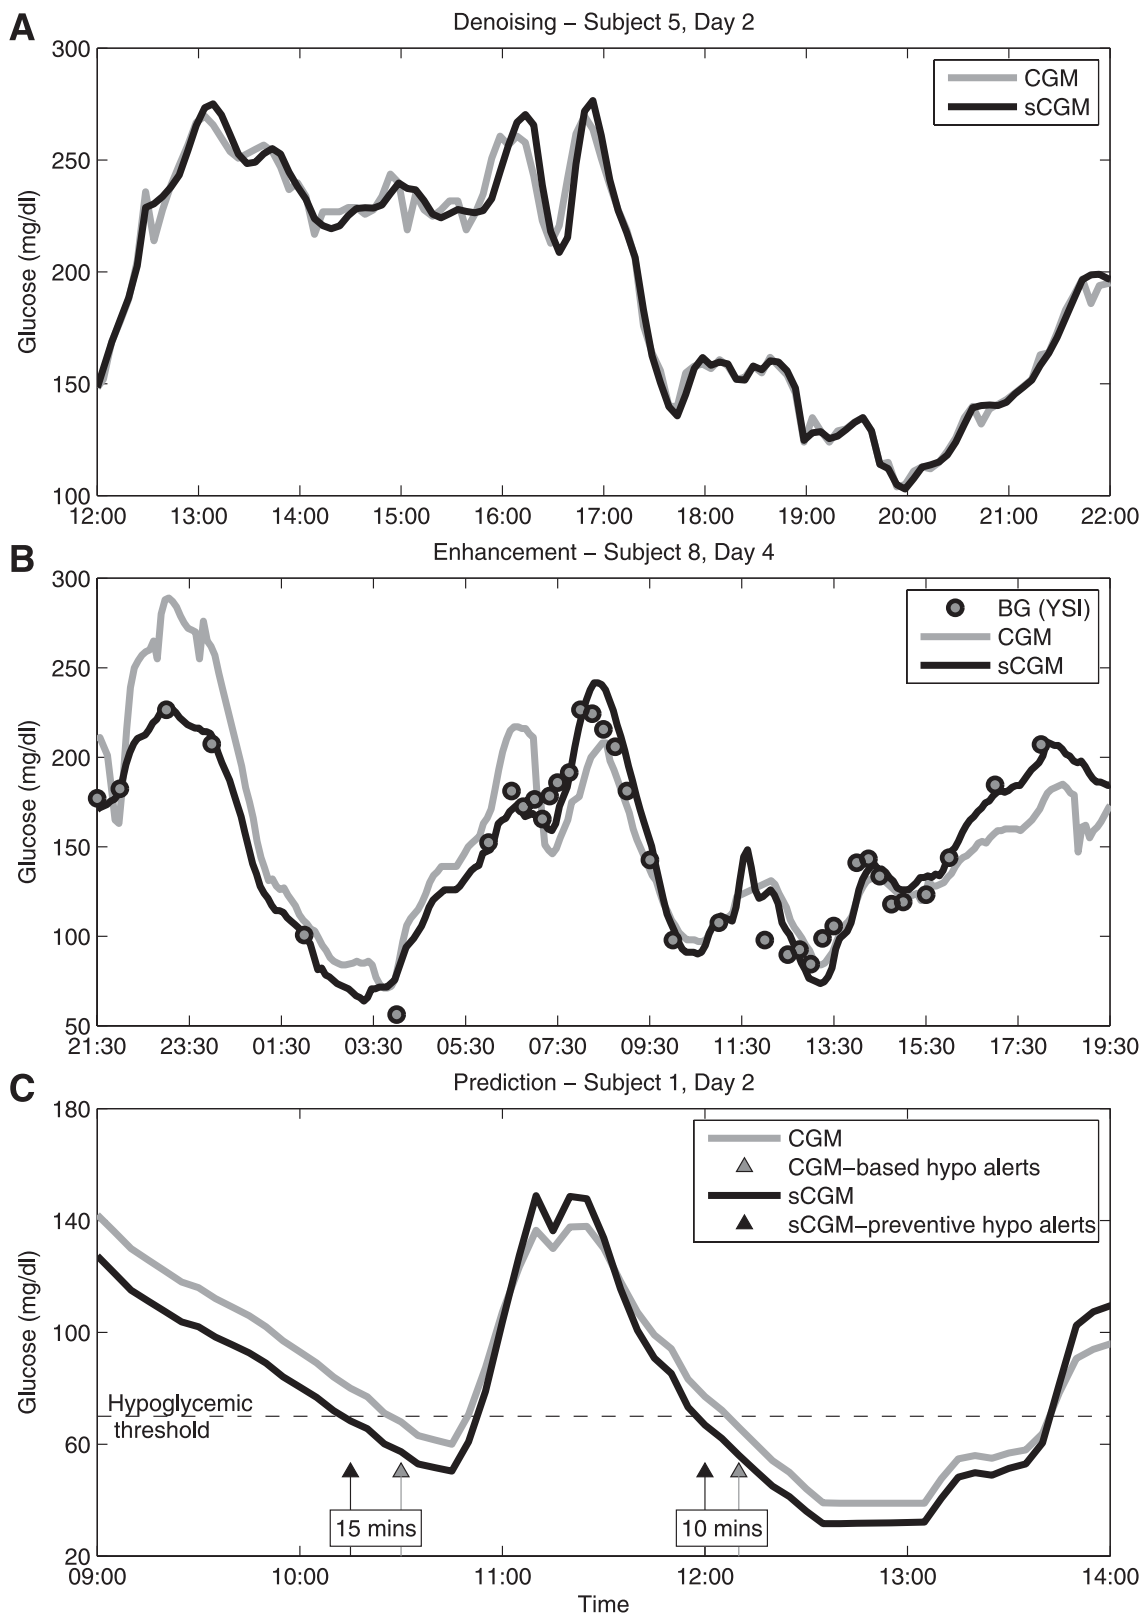 A
Denoising – Subject 5, Day 2
300
250
200
150
100
Glucose (mg/dl)
CGM
sCGM
12:00 13:00 14:00 15:00 16:00 17:00 18:00 19:00 20:00 21:00 22:00
B
Enhancement – Subject 8, Day 4
300
250
200
150
100
50
Glucose (mg/dl)
BG (YSI)
CGM
sCGM
21:30 23:30 01:30 03:30 05:30 07:30 09:30 11:30 13:30 15:30 17:30 19:30
C
Prediction – Subject 1, Day 2
180
140
100
60
20
Glucose (mg/dl)
CGM
CGM–based hypo alerts
sCGM
sCGM–preventive hypo alerts
Hypoglycemic
threshold
15 mins
10 mins
09:00 10:00 11:00 12:00 13:00 14:00
Time